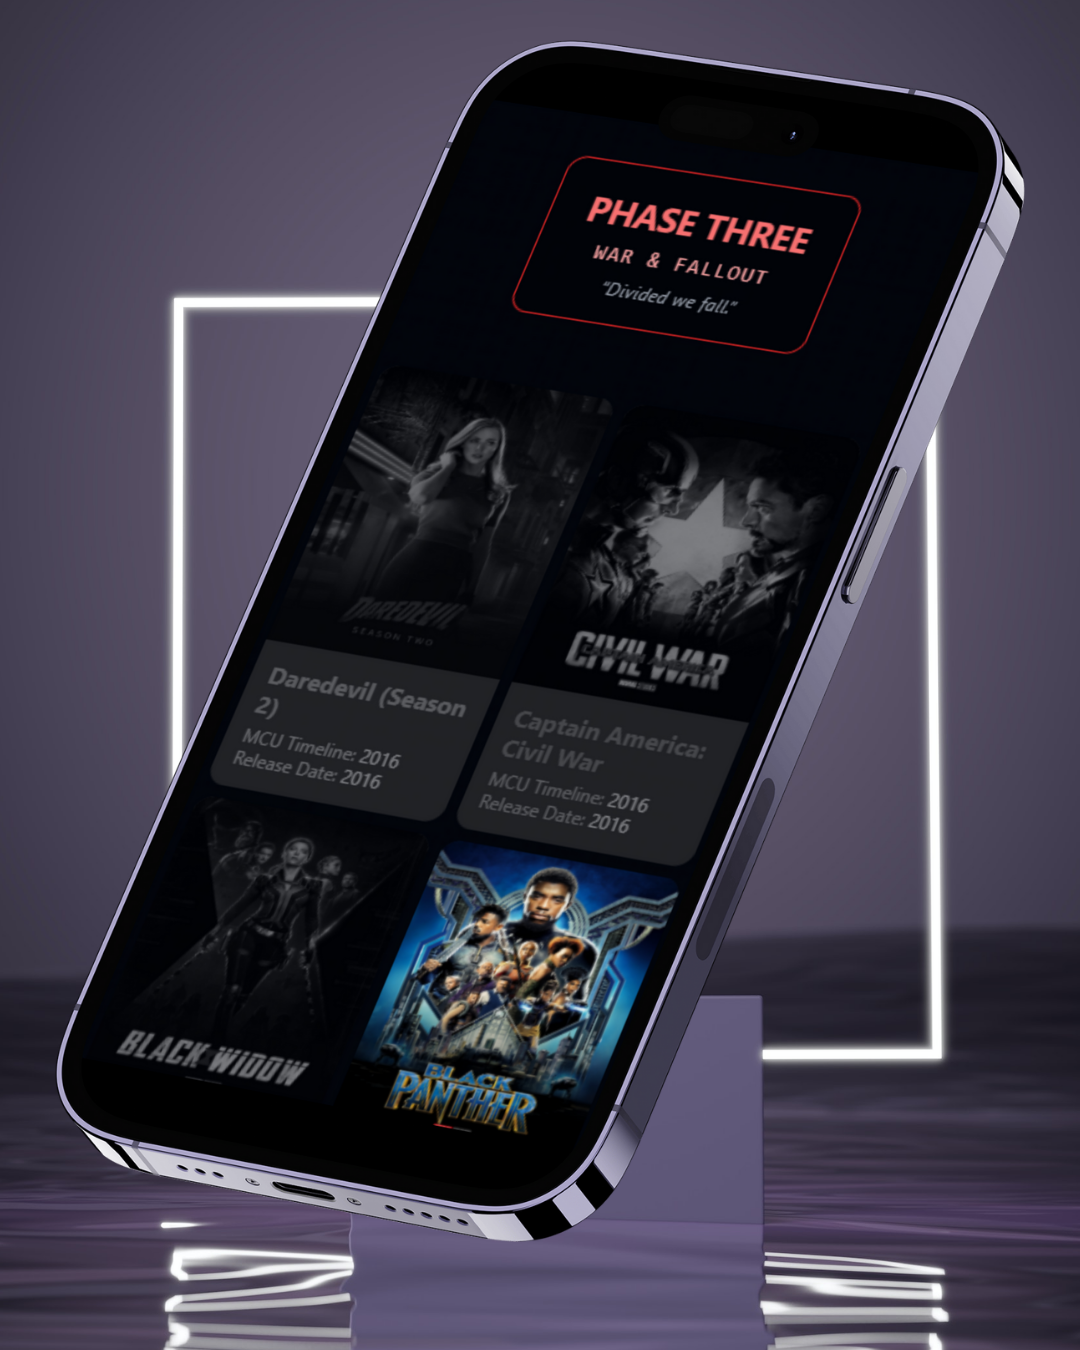 PHASE THREE
WAR & FALLOUT
"Divided we fall."
DAREDEVIL
SEASON TWO
CIVIL WAR
Daredevil (Season
2)
MCU Timeline: 2016
Release Date: 2016
Captain America:
Civil War
MCU Timeline: 2016
Release Date: 2016
BLACK WIDOW
BLACK
PANTHER